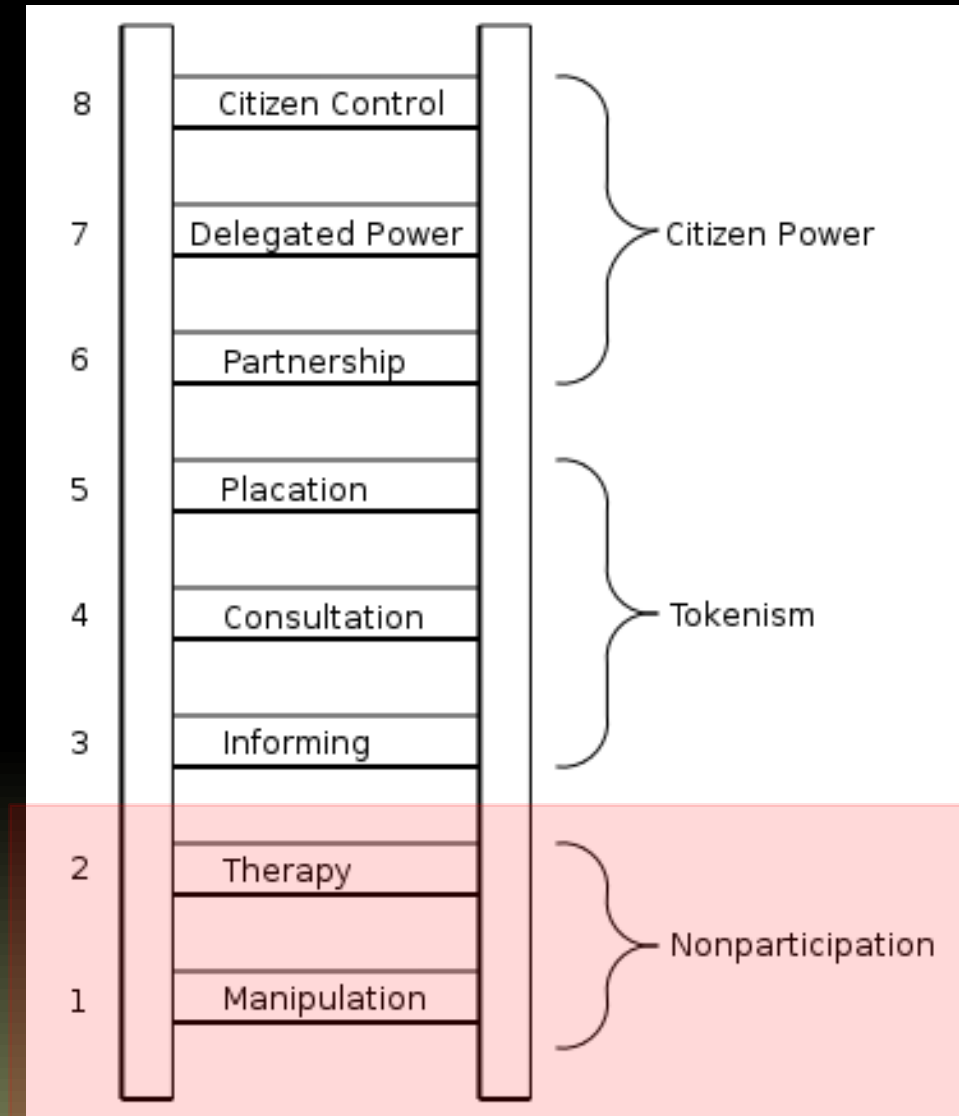 8 Citizen Control
7 Delegated Power
Citizen Power
6 Partnership
5 Placation
4 Consultation
Tokenism
3 Informing
2 Therapy
Nonparticipation
1 Manipulation